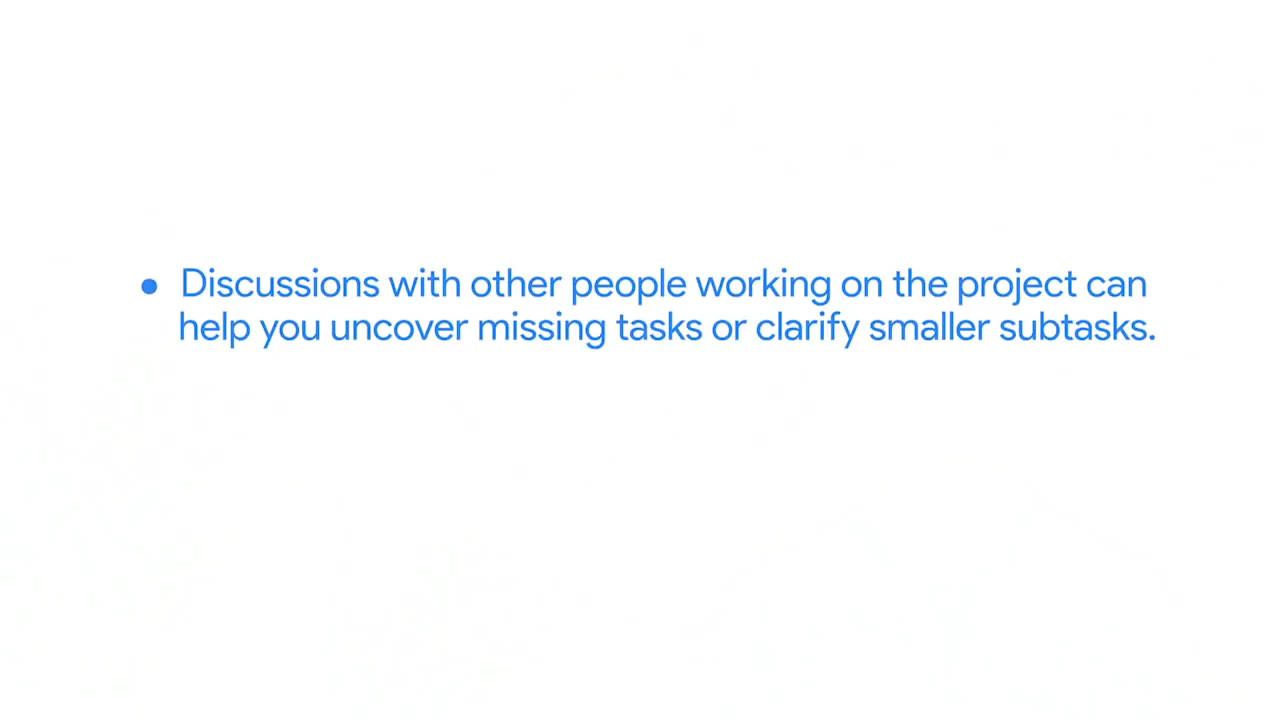 • Discussions with other people working on the project can
help you uncover missing tasks or clarify smaller subtasks.